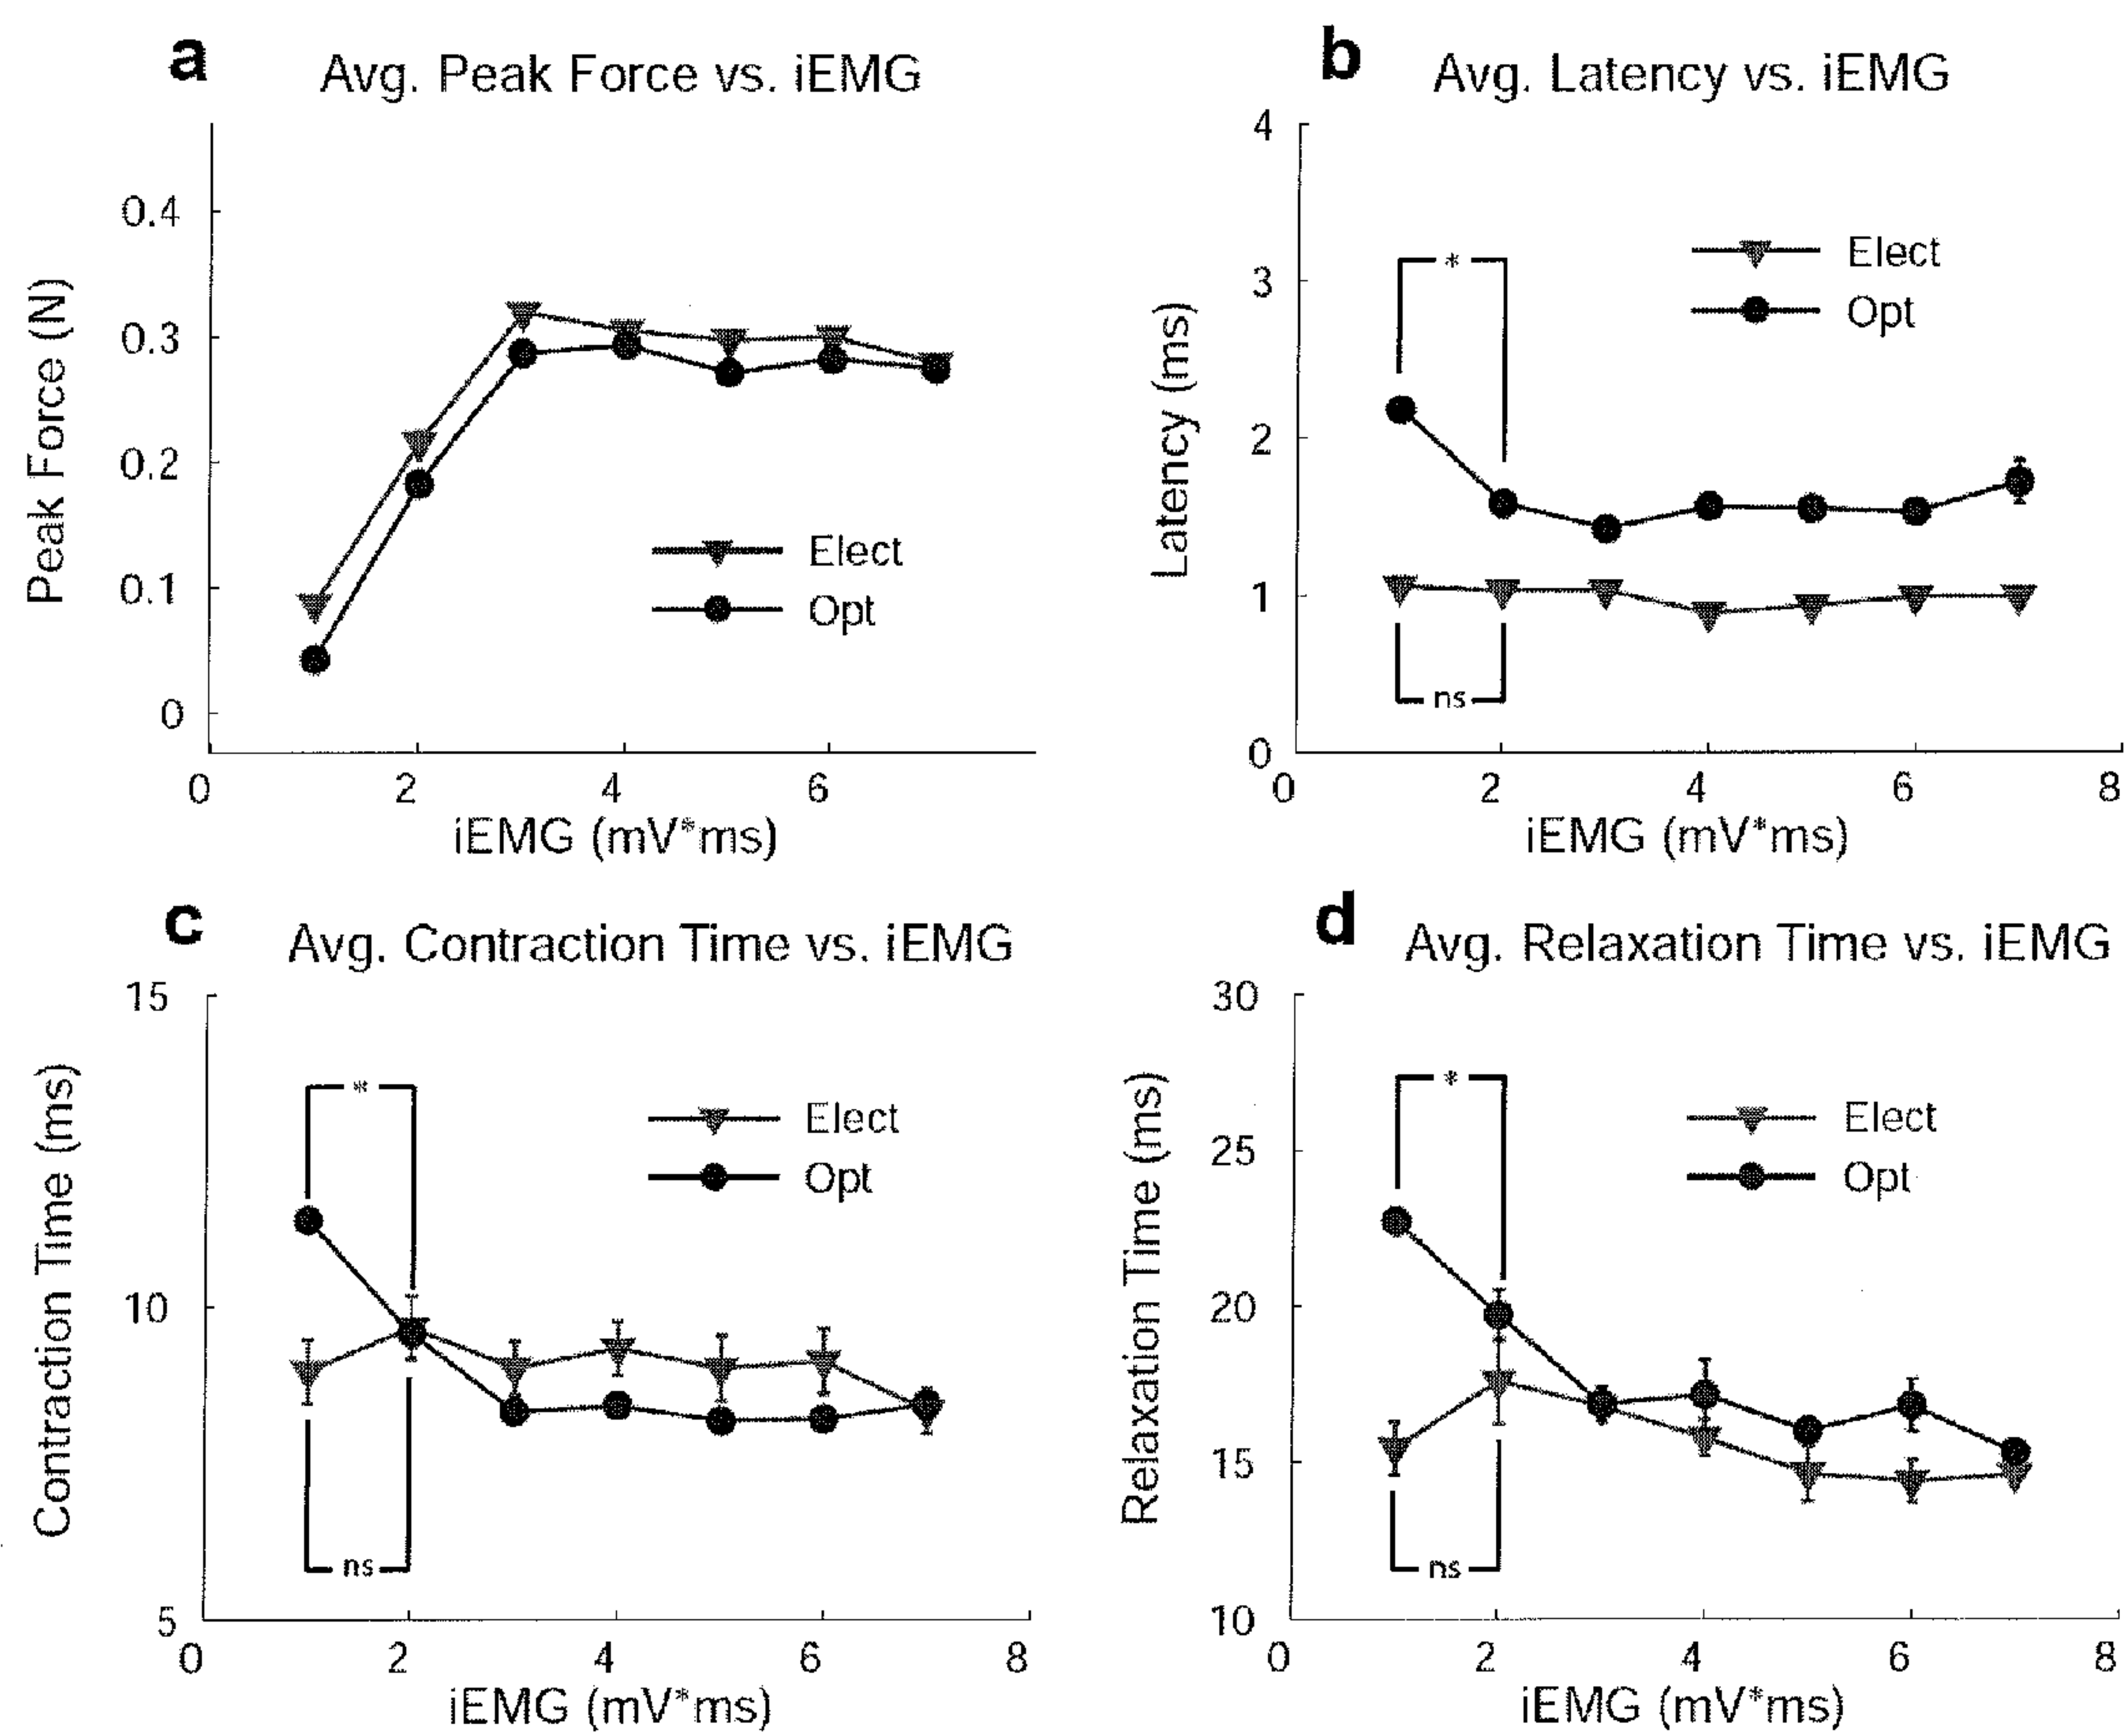 a
Avg. Peak Force vs. iEMG
Peak Force (N)
0.4
0.3
0.2
0.1
0
Elect
Opt
0 2 4 6
iEMG (mV*ms)
b
Avg. Latency vs. iEMG
Latency (ms)
4
3
2
1
0
*
Elect
Opt
ns
0 2 4 6 8
iEMG (mV*ms)
c
Avg. Contraction Time vs. iEMG
Contraction Time (ms)
15
10
5
*
Elect
Opt
ns
0 2 4 6 8
iEMG (mV*ms)
d
Avg. Relaxation Time vs. iEMG
Relaxation Time (ms)
30
25
20
15
10
*
Elect
Opt
ns
0 2 4 6 8
iEMG (mV*ms)